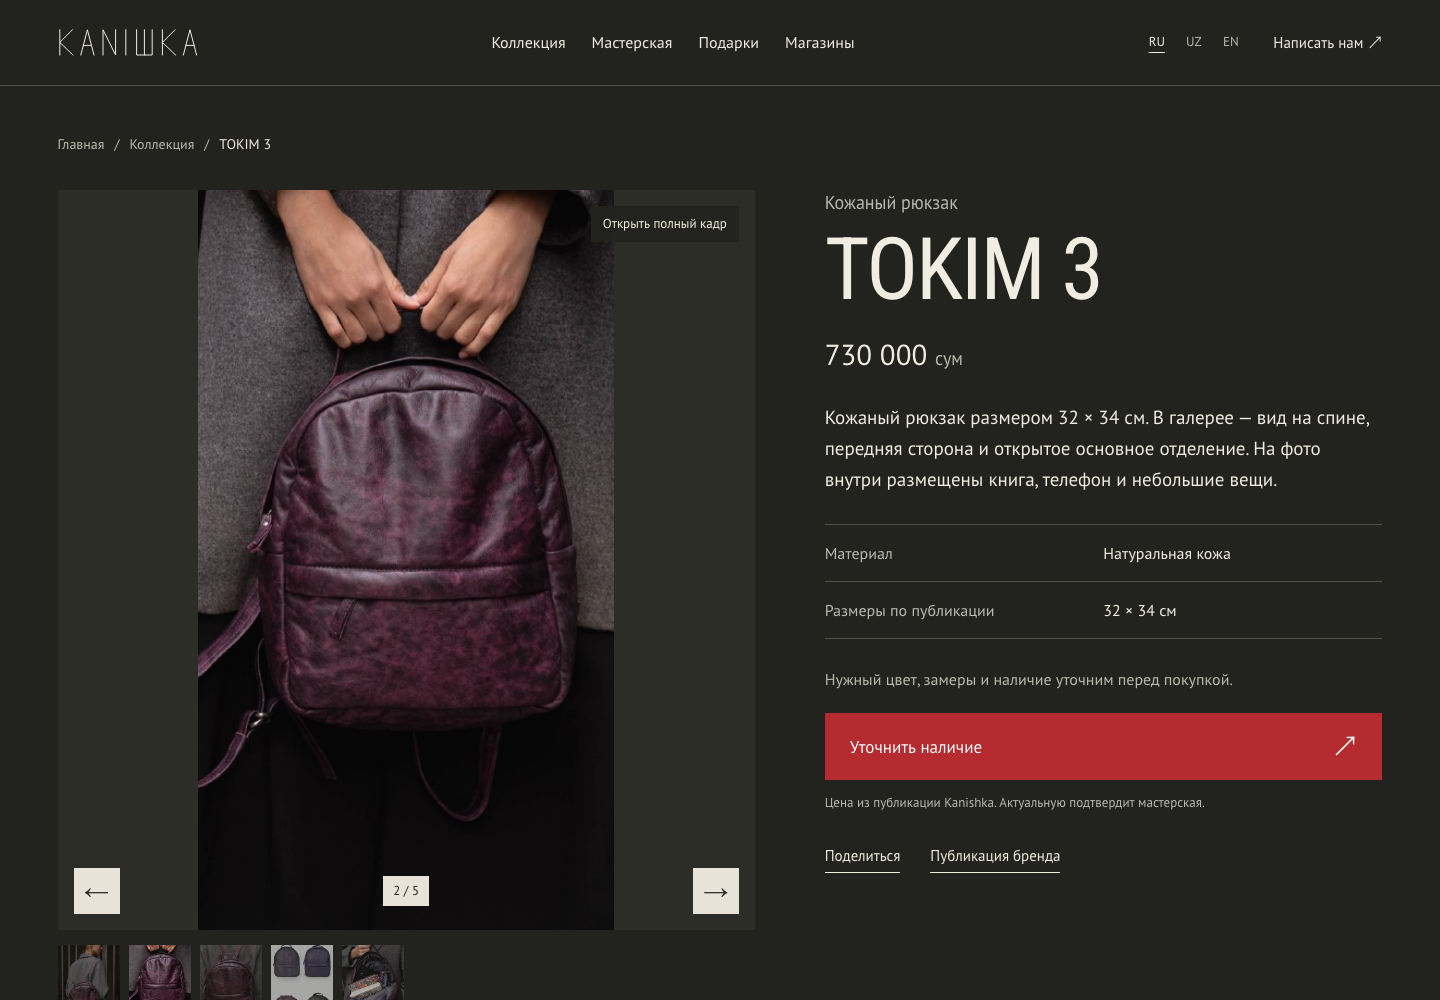 KANIШKA
Коллекция Мастерская Подарки Магазины
RU UZ EN Написать нам ↗
Главная / Коллекция / TOKIM 3
Открыть полный кадр
2 / 5
Кожаный рюкзак
TOKIM 3
730 000 сум
Кожаный рюкзак размером 32 × 34 см. В галерее — вид на спине,
передняя сторона и открытое основное отделение. На фото
внутри размещены книга, телефон и небольшие вещи.
Материал Натуральная кожа
Размеры по публикации 32 × 34 см
Нужный цвет, замеры и наличие уточним перед покупкой.
Уточнить наличие ↗
Цена из публикации Kanishka. Актуальную подтвердит мастерская.
Поделиться Публикация бренда